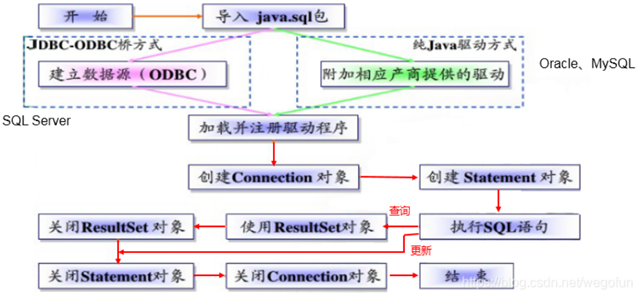 开 始
导入 java.sql包
JDBC-ODBC桥方式
纯Java驱动方式
建立数据源（ODBC）
附加相应产商提供的驱动
Oracle、MySQL
SQL Server
加载并注册驱动程序
创建Connection 对象
创建 Statement 对象
查询
关闭ResultSet 对象
使用ResultSet对象
执行SQL语句
更新
关闭Statement对象
关闭Connection对象
结 束
https://blog.csdn.net/wegofun